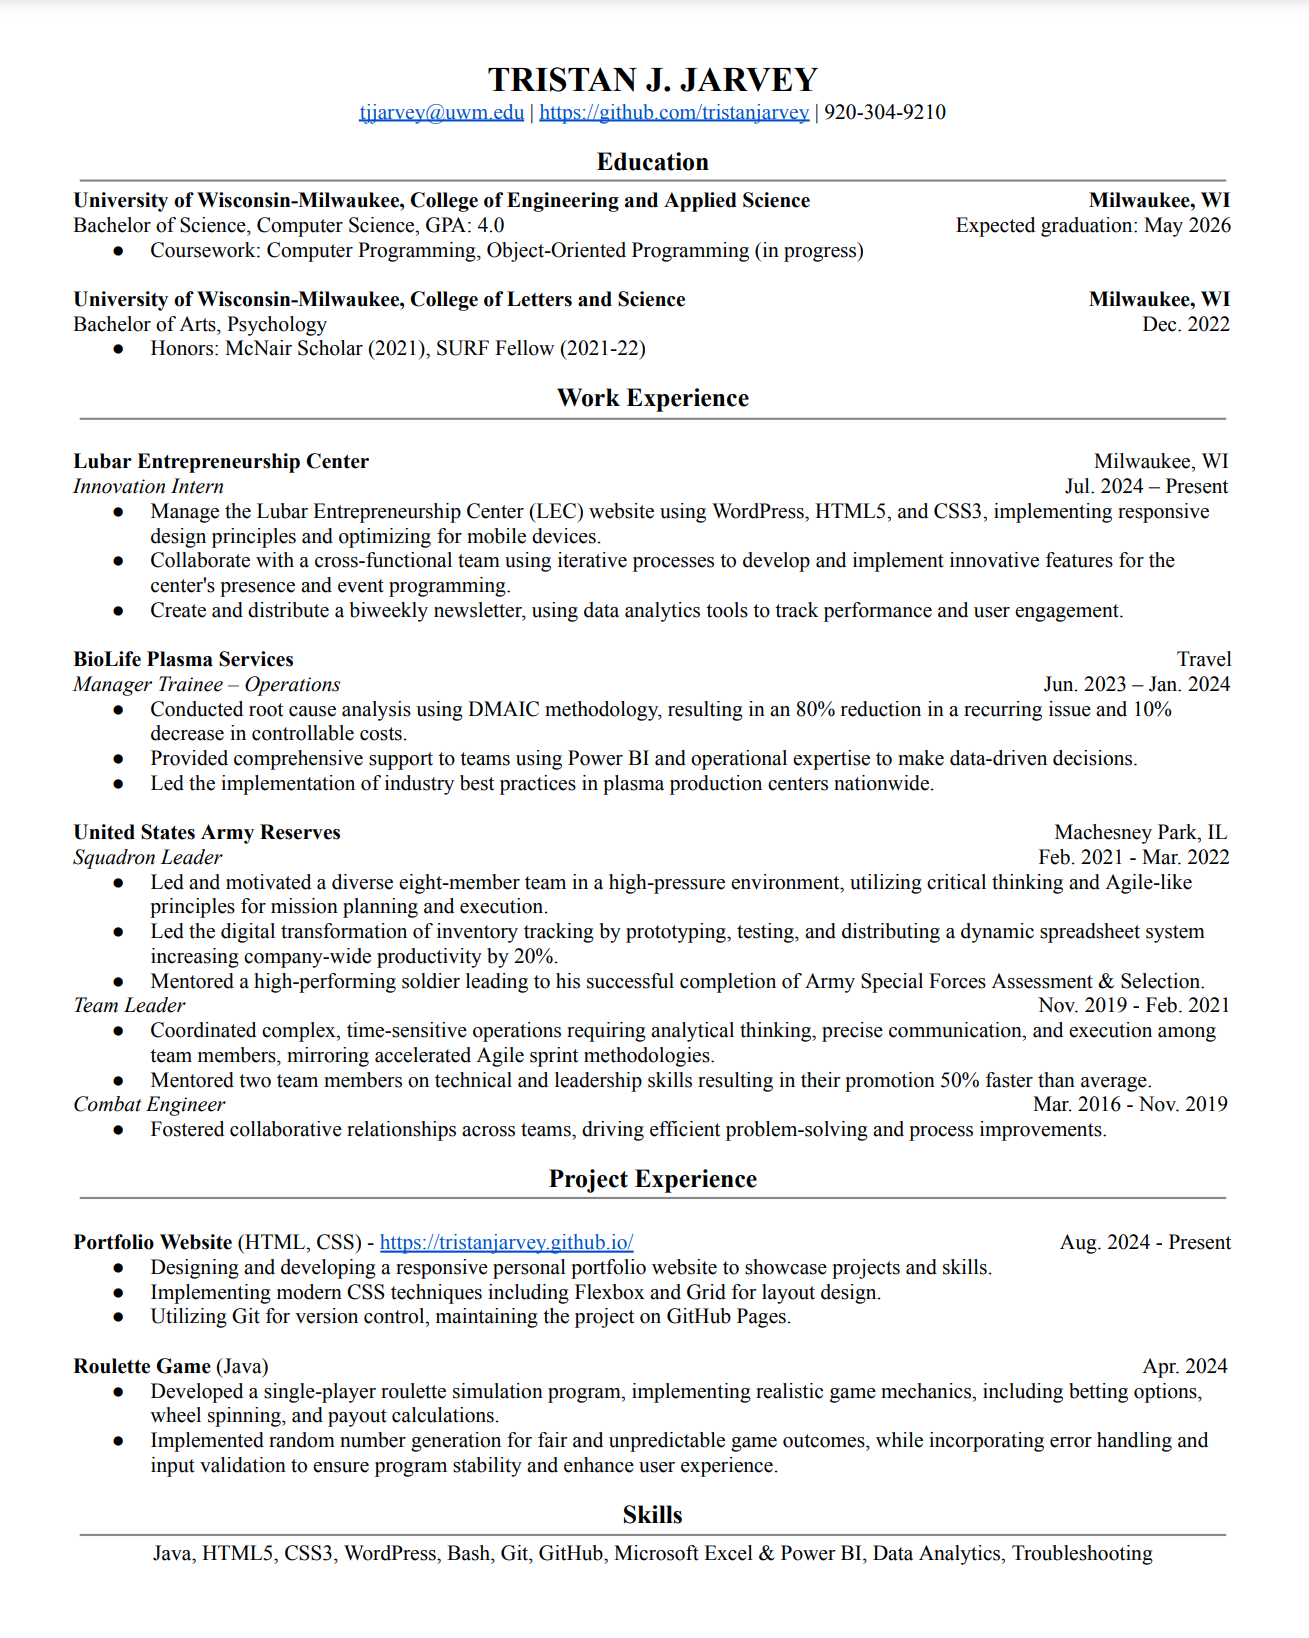 TRISTAN J. JARVEY
tjjarvey@uwm.edu | https://github.com/tristanjarvey | 920-304-9210
Education
University of Wisconsin-Milwaukee, College of Engineering and Applied Science Milwaukee, WI
Bachelor of Science, Computer Science, GPA: 4.0 Expected graduation: May 2026
● Coursework: Computer Programming, Object-Oriented Programming (in progress)
University of Wisconsin-Milwaukee, College of Letters and Science Milwaukee, WI
Bachelor of Arts, Psychology Dec. 2022
● Honors: McNair Scholar (2021), SURF Fellow (2021-22)
Work Experience
Lubar Entrepreneurship Center Milwaukee, WI
Innovation Intern Jul. 2024 – Present
● Manage the Lubar Entrepreneurship Center (LEC) website using WordPress, HTML5, and CSS3, implementing responsive
design principles and optimizing for mobile devices.
● Collaborate with a cross-functional team using iterative processes to develop and implement innovative features for the
center's presence and event programming.
● Create and distribute a biweekly newsletter, using data analytics tools to track performance and user engagement.
BioLife Plasma Services Travel
Manager Trainee – Operations Jun. 2023 – Jan. 2024
● Conducted root cause analysis using DMAIC methodology, resulting in an 80% reduction in a recurring issue and 10%
decrease in controllable costs.
● Provided comprehensive support to teams using Power BI and operational expertise to make data-driven decisions.
● Led the implementation of industry best practices in plasma production centers nationwide.
United States Army Reserves Machesney Park, IL
Squadron Leader Feb. 2021 - Mar. 2022
● Led and motivated a diverse eight-member team in a high-pressure environment, utilizing critical thinking and Agile-like
principles for mission planning and execution.
● Led the digital transformation of inventory tracking by prototyping, testing, and distributing a dynamic spreadsheet system
increasing company-wide productivity by 20%.
● Mentored a high-performing soldier leading to his successful completion of Army Special Forces Assessment & Selection.
Team Leader Nov. 2019 - Feb. 2021
● Coordinated complex, time-sensitive operations requiring analytical thinking, precise communication, and execution among
team members, mirroring accelerated Agile sprint methodologies.
● Mentored two team members on technical and leadership skills resulting in their promotion 50% faster than average.
Combat Engineer Mar. 2016 - Nov. 2019
● Fostered collaborative relationships across teams, driving efficient problem-solving and process improvements.
Project Experience
Portfolio Website (HTML, CSS) - https://tristanjarvey.github.io/ Aug. 2024 - Present
● Designing and developing a responsive personal portfolio website to showcase projects and skills.
● Implementing modern CSS techniques including Flexbox and Grid for layout design.
● Utilizing Git for version control, maintaining the project on GitHub Pages.
Roulette Game (Java) Apr. 2024
● Developed a single-player roulette simulation program, implementing realistic game mechanics, including betting options,
wheel spinning, and payout calculations.
● Implemented random number generation for fair and unpredictable game outcomes, while incorporating error handling and
input validation to ensure program stability and enhance user experience.
Skills
Java, HTML5, CSS3, WordPress, Bash, Git, GitHub, Microsoft Excel & Power BI, Data Analytics, Troubleshooting